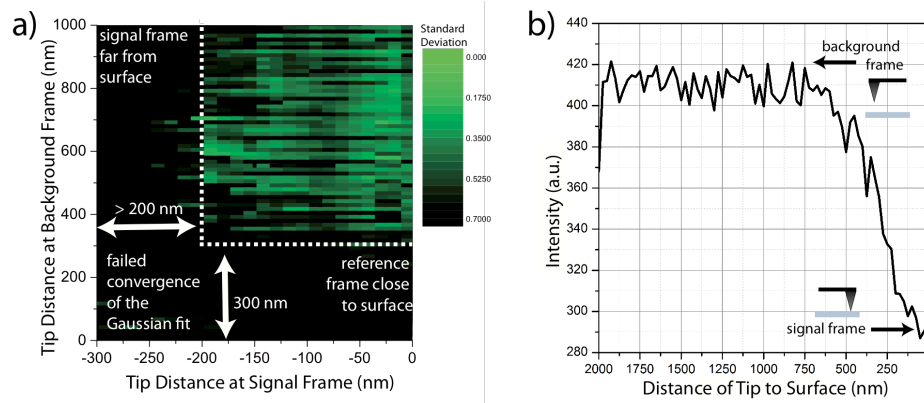 a)
Tip Distance at Background Frame (nm)
1000
800
600
400
200
0
signal frame
far from
surface
> 200 nm
failed
convergence
of the
Gaussian fit
300 nm
reference
frame close
to surface
-300
-250
-200
-150
-100
-50
0
Tip Distance at Signal Frame (nm)
Standard
Deviation
0.000
0.1750
0.3500
0.5250
0.7000
b)
Intensity (a.u.)
440
420
400
380
360
340
320
300
280
background
frame
signal frame
2000
1750
1500
1250
1000
750
500
250
Distance of Tip to Surface (nm)